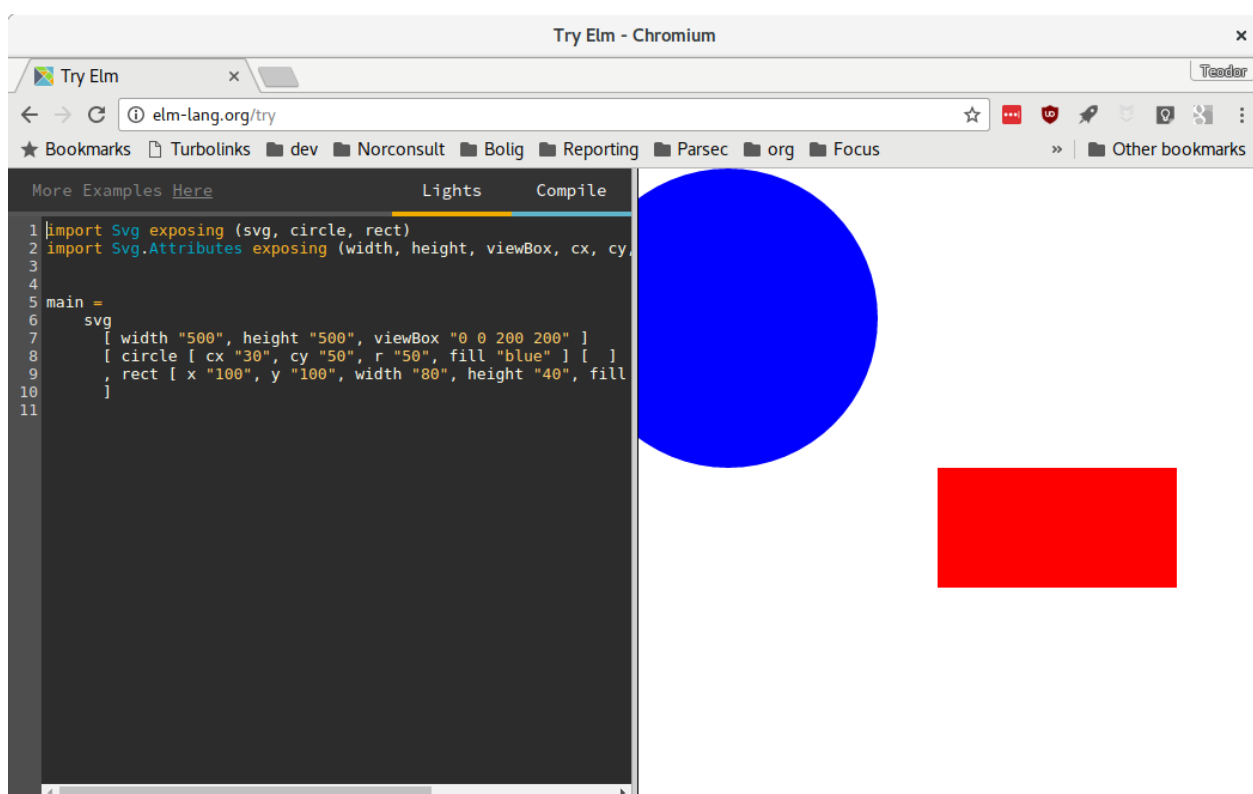 Try Elm - Chromium
Try Elm
Teodor
elm-lang.org/try
Bookmarks Turbolinks dev Norconsult Bolig Reporting Parsec org Focus » Other bookmarks
More Examples Here Lights Compile
1 import Svg exposing (svg, circle, rect)
2 import Svg.Attributes exposing (width, height, viewBox, cx, cy,
3
4
5 main =
6 svg
7 [ width "500", height "500", viewBox "0 0 200 200" ]
8 [ circle [ cx "30", cy "50", r "50", fill "blue" ] [  ]
9 , rect [ x "100", y "100", width "80", height "40", fill
10 ]
11